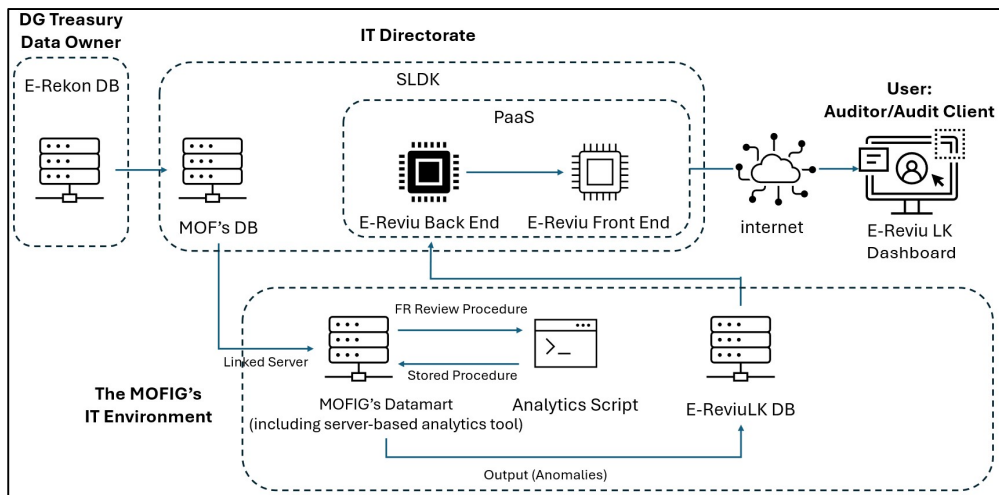 DG Treasury
Data Owner
IT Directorate
E-Rekon DB
SLDK
User:
Auditor/Audit Client
PaaS
MOF's DB
E-Reviu Back End
E-Reviu Front End
internet
E-Reviu LK
Dashboard
FR Review Procedure
Linked Server
Stored Procedure
The MOFIG's
IT Environment
MOFIG's Datamart
(including server-based analytics tool)
Analytics Script
E-ReviuLK DB
Output (Anomalies)